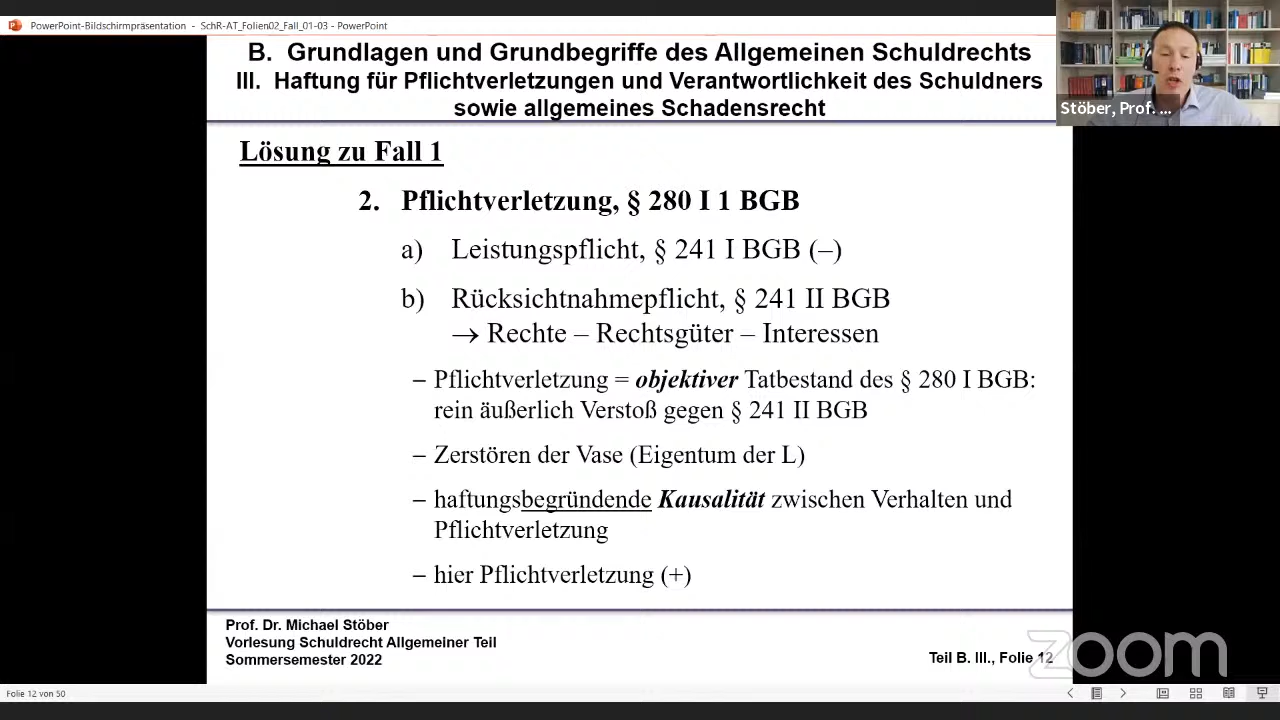 PowerPoint-Bildschirmpräsentation - SchR-AT_Folien02_Fall_01-03 - PowerPoint
B. Grundlagen und Grundbegriffe des Allgemeinen Schuldrechts
III. Haftung für Pflichtverletzungen und Verantwortlichkeit des Schuldners
sowie allgemeines Schadensrecht
Stöber, Prof. ...
Lösung zu Fall 1
2. Pflichtverletzung, § 280 I 1 BGB
a) Leistungspflicht, § 241 I BGB (–)
b) Rücksichtnahmepflicht, § 241 II BGB
→ Rechte – Rechtsgüter – Interessen
– Pflichtverletzung = objektiver Tatbestand des § 280 I BGB:
rein äußerlich Verstoß gegen § 241 II BGB
– Zerstören der Vase (Eigentum der L)
– haftungsbegründende Kausalität zwischen Verhalten und
Pflichtverletzung
– hier Pflichtverletzung (+)
Prof. Dr. Michael Stöber
Vorlesung Schuldrecht Allgemeiner Teil
Sommersemester 2022
Teil B. III., Folie 12
zoom
Folie 12 von 50